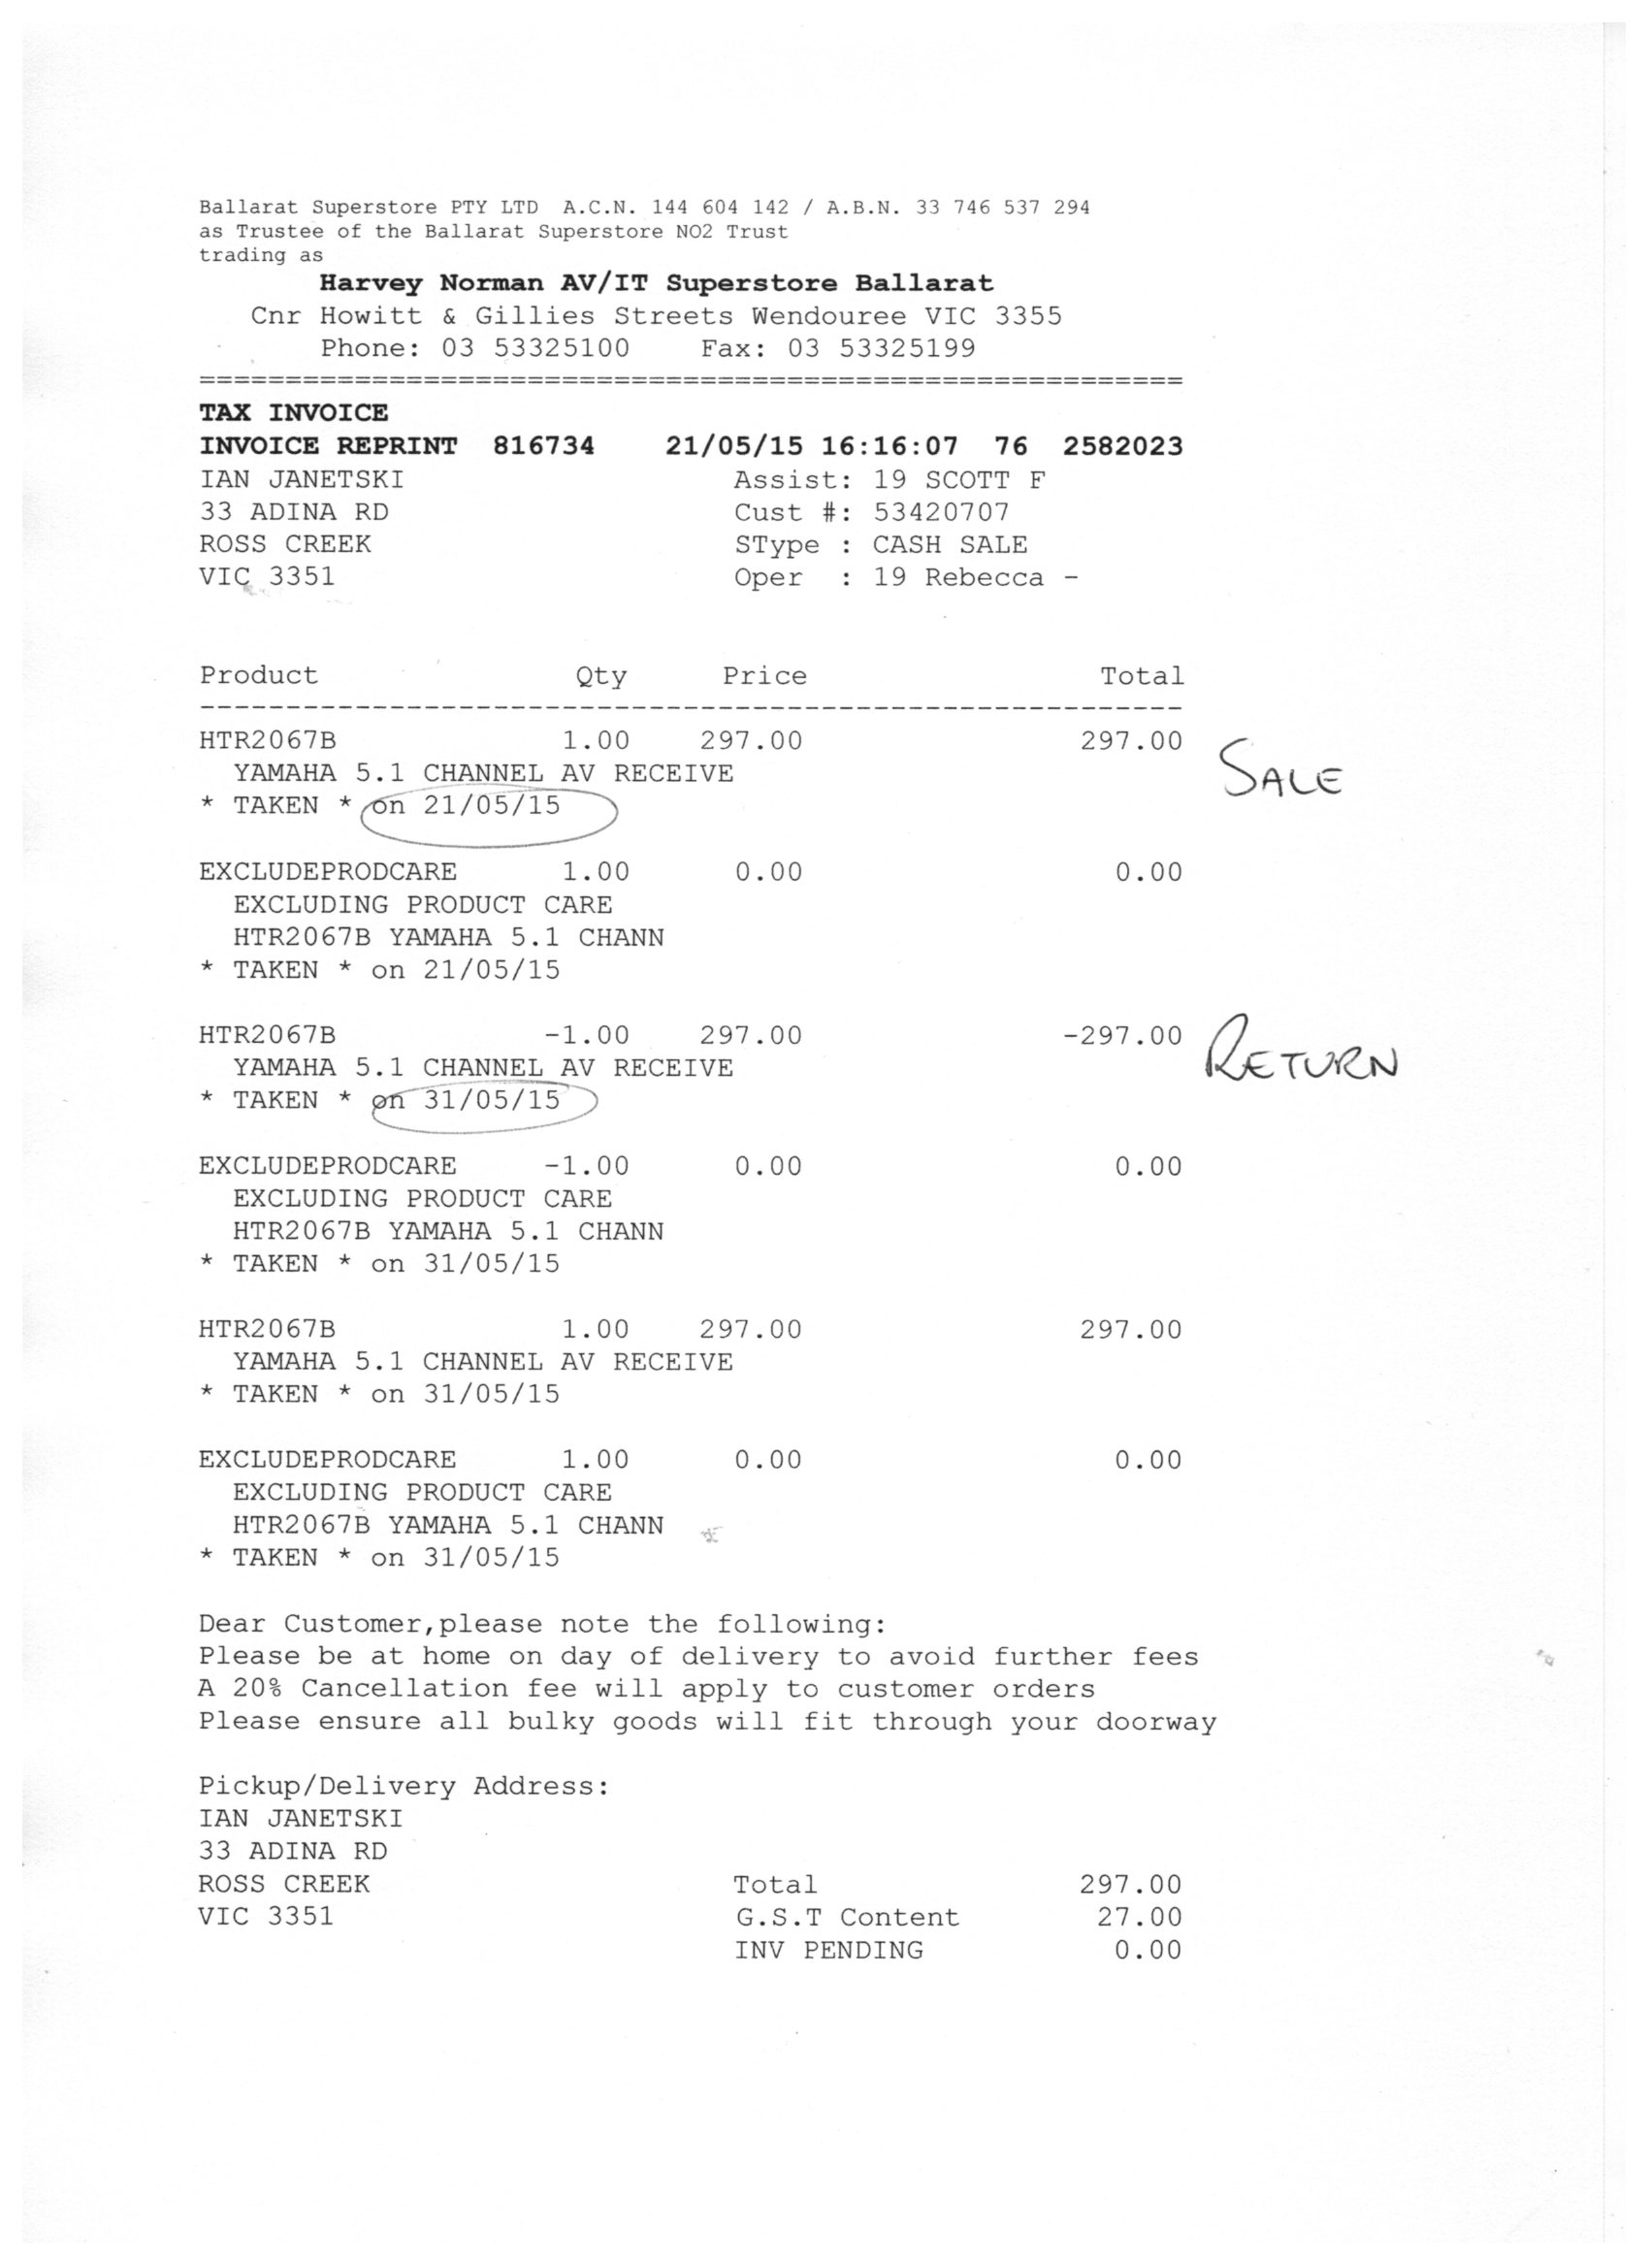 Ballarat Superstore PTY LTD A.C.N. 144 604 142 / A.B.N. 33 746 537 294
as Trustee of the Ballarat Superstore NO2 Trust
trading as
Harvey Norman AV/IT Superstore Ballarat
Cnr Howitt & Gillies Streets Wendouree VIC 3355
Phone: 03 53325100 Fax: 03 53325199
TAX INVOICE
INVOICE REPRINT 816734 21/05/15 16:16:07 76 2582023
IAN JANETSKI Assist: 19 SCOTT F
33 ADINA RD Cust #: 53420707
ROSS CREEK SType : CASH SALE
VIC 3351 Oper : 19 Rebecca -
Product Qty Price Total
HTR2067B 1.00 297.00 297.00 SALE
YAMAHA 5.1 CHANNEL AV RECEIVE
* TAKEN * on 21/05/15
EXCLUDEPRODCARE 1.00 0.00 0.00
EXCLUDING PRODUCT CARE
HTR2067B YAMAHA 5.1 CHANN
* TAKEN * on 21/05/15
HTR2067B -1.00 297.00 -297.00 RETURN
YAMAHA 5.1 CHANNEL AV RECEIVE
* TAKEN * on 31/05/15
EXCLUDEPRODCARE -1.00 0.00 0.00
EXCLUDING PRODUCT CARE
HTR2067B YAMAHA 5.1 CHANN
* TAKEN * on 31/05/15
HTR2067B 1.00 297.00 297.00
YAMAHA 5.1 CHANNEL AV RECEIVE
* TAKEN * on 31/05/15
EXCLUDEPRODCARE 1.00 0.00 0.00
EXCLUDING PRODUCT CARE
HTR2067B YAMAHA 5.1 CHANN
* TAKEN * on 31/05/15
Dear Customer,please note the following:
Please be at home on day of delivery to avoid further fees
A 20% Cancellation fee will apply to customer orders
Please ensure all bulky goods will fit through your doorway
Pickup/Delivery Address:
IAN JANETSKI
33 ADINA RD
ROSS CREEK Total 297.00
VIC 3351 G.S.T Content 27.00
INV PENDING 0.00